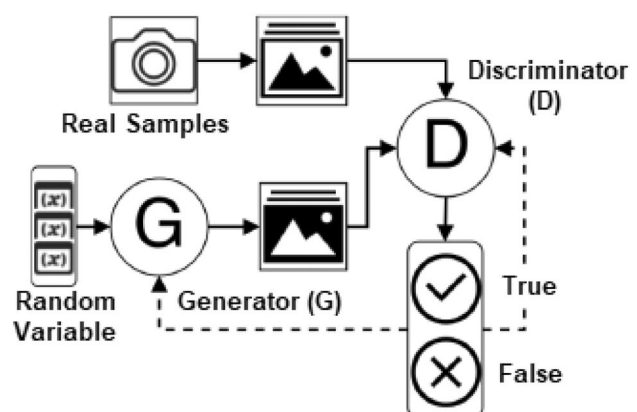 Real Samples
Discriminator
(D)
D
(x)
(x)
(x)
G
Random
Variable
Generator (G)
True
False